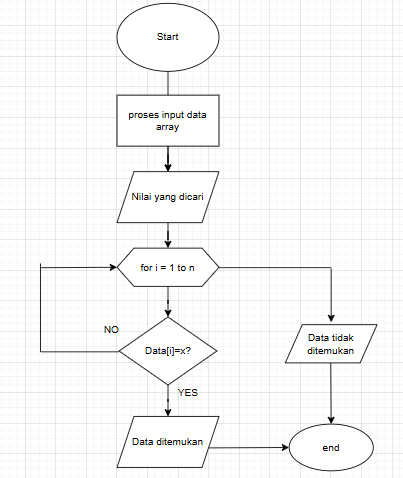 Start
proses input data
array
Nilai yang dicari
for i = 1 to n
NO
Data[i]=x?
YES
Data ditemukan
Data tidak
ditemukan
end